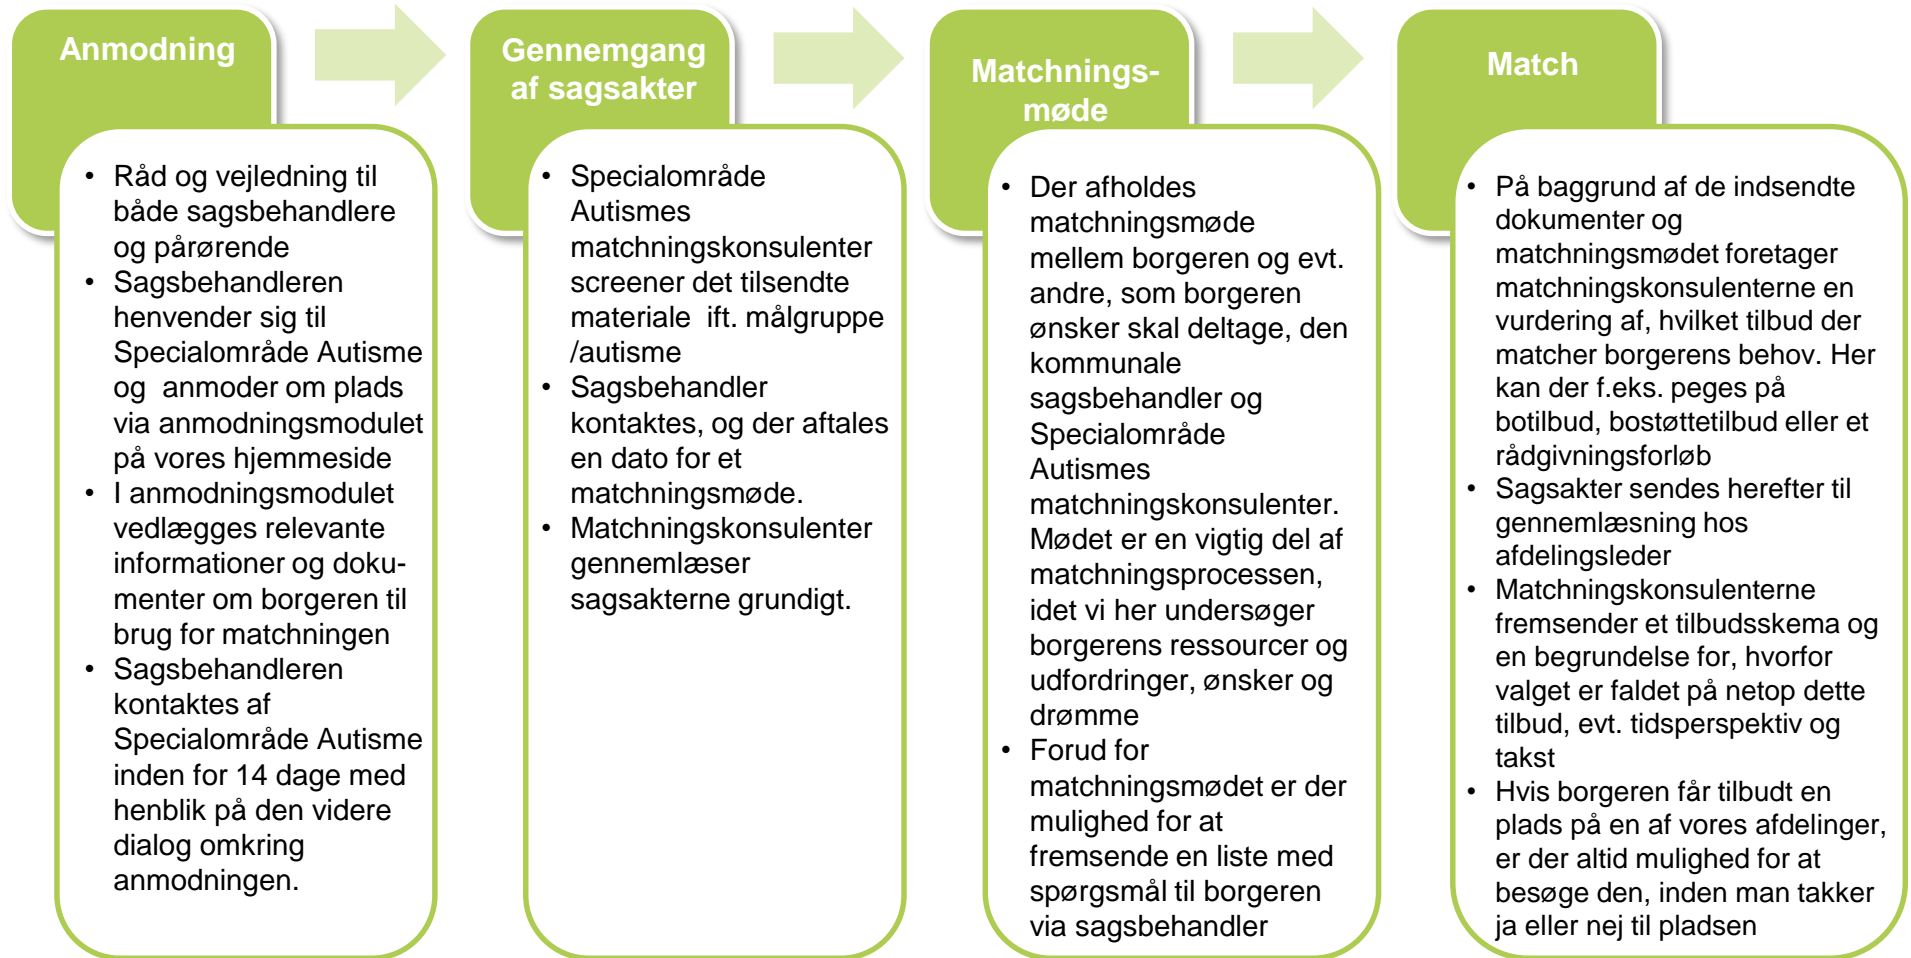 Anmodning
Råd og vejledning til
både sagsbehandlere
og pårørende
Sagsbehandleren
henvender sig til
Specialområde Autisme
og anmoder om plads
via anmodningsmodulet
på vores hjemmeside
I anmodningsmodulet
vedlægges relevante
informationer og doku-
menter om borgeren til
brug for matchningen
Sagsbehandleren
kontaktes af
Specialområde Autisme
inden for 14 dage med
henblik på den videre
dialog omkring
anmodningen.
Gennemgang
af sagsakter
Specialområde
Autismes
matchningskonsulenter
screener det tilsendte
materiale ift. målgruppe
/autisme
Sagsbehandler
kontaktes, og der aftales
en dato for et
matchningsmøde.
Matchningskonsulenter
gennemlæser
sagsakterne grundigt.
Matchnings-
møde
Der afholdes
matchningsmøde
mellem borgeren og evt.
andre, som borgeren
ønsker skal deltage, den
kommunale
sagsbehandler og
Specialområde
Autismes
matchningskonsulenter.
Mødet er en vigtig del af
matchningsprocessen,
idet vi her undersøger
borgerens ressourcer og
udfordringer, ønsker og
drømme
Forud for
matchningsmødet er der
mulighed for at
fremsende en liste med
spørgsmål til borgeren
via sagsbehandler
Match
På baggrund af de indsendte
dokumenter og
matchningsmødet foretager
matchningskonsulenterne en
vurdering af, hvilket tilbud der
matcher borgerens behov. Her
kan der f.eks. peges på
botilbud, bostøttetilbud eller et
rådgivningsforløb
Sagsakter sendes herefter til
gennemlæsning hos
afdelingsleder
Matchningskonsulenterne
fremsender et tilbudsskema og
en begrundelse for, hvorfor
valget er faldet på netop dette
tilbud, evt. tidsperspektiv og
takst
Hvis borgeren får tilbudt en
plads på en af vores afdelinger,
er der altid mulighed for at
besøge den, inden man takker
ja eller nej til pladsen